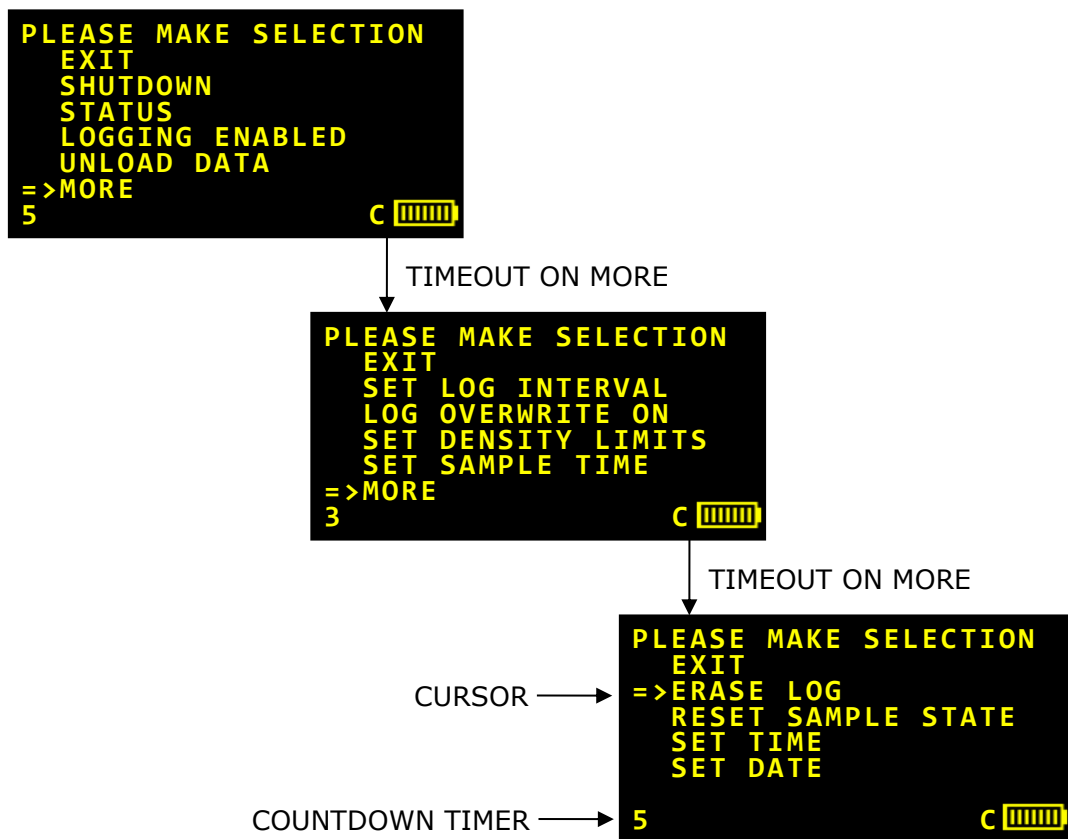 PLEASE MAKE SELECTION
EXIT
SHUTDOWN
STATUS
LOGGING ENABLED
UNLOAD DATA
=>MORE
5 C
TIMEOUT ON MORE
PLEASE MAKE SELECTION
EXIT
SET LOG INTERVAL
LOG OVERWRITE ON
SET DENSITY LIMITS
SET SAMPLE TIME
=>MORE
3 C
TIMEOUT ON MORE
PLEASE MAKE SELECTION
EXIT
CURSOR =>ERASE LOG
RESET SAMPLE STATE
SET TIME
SET DATE
COUNTDOWN TIMER 5 C